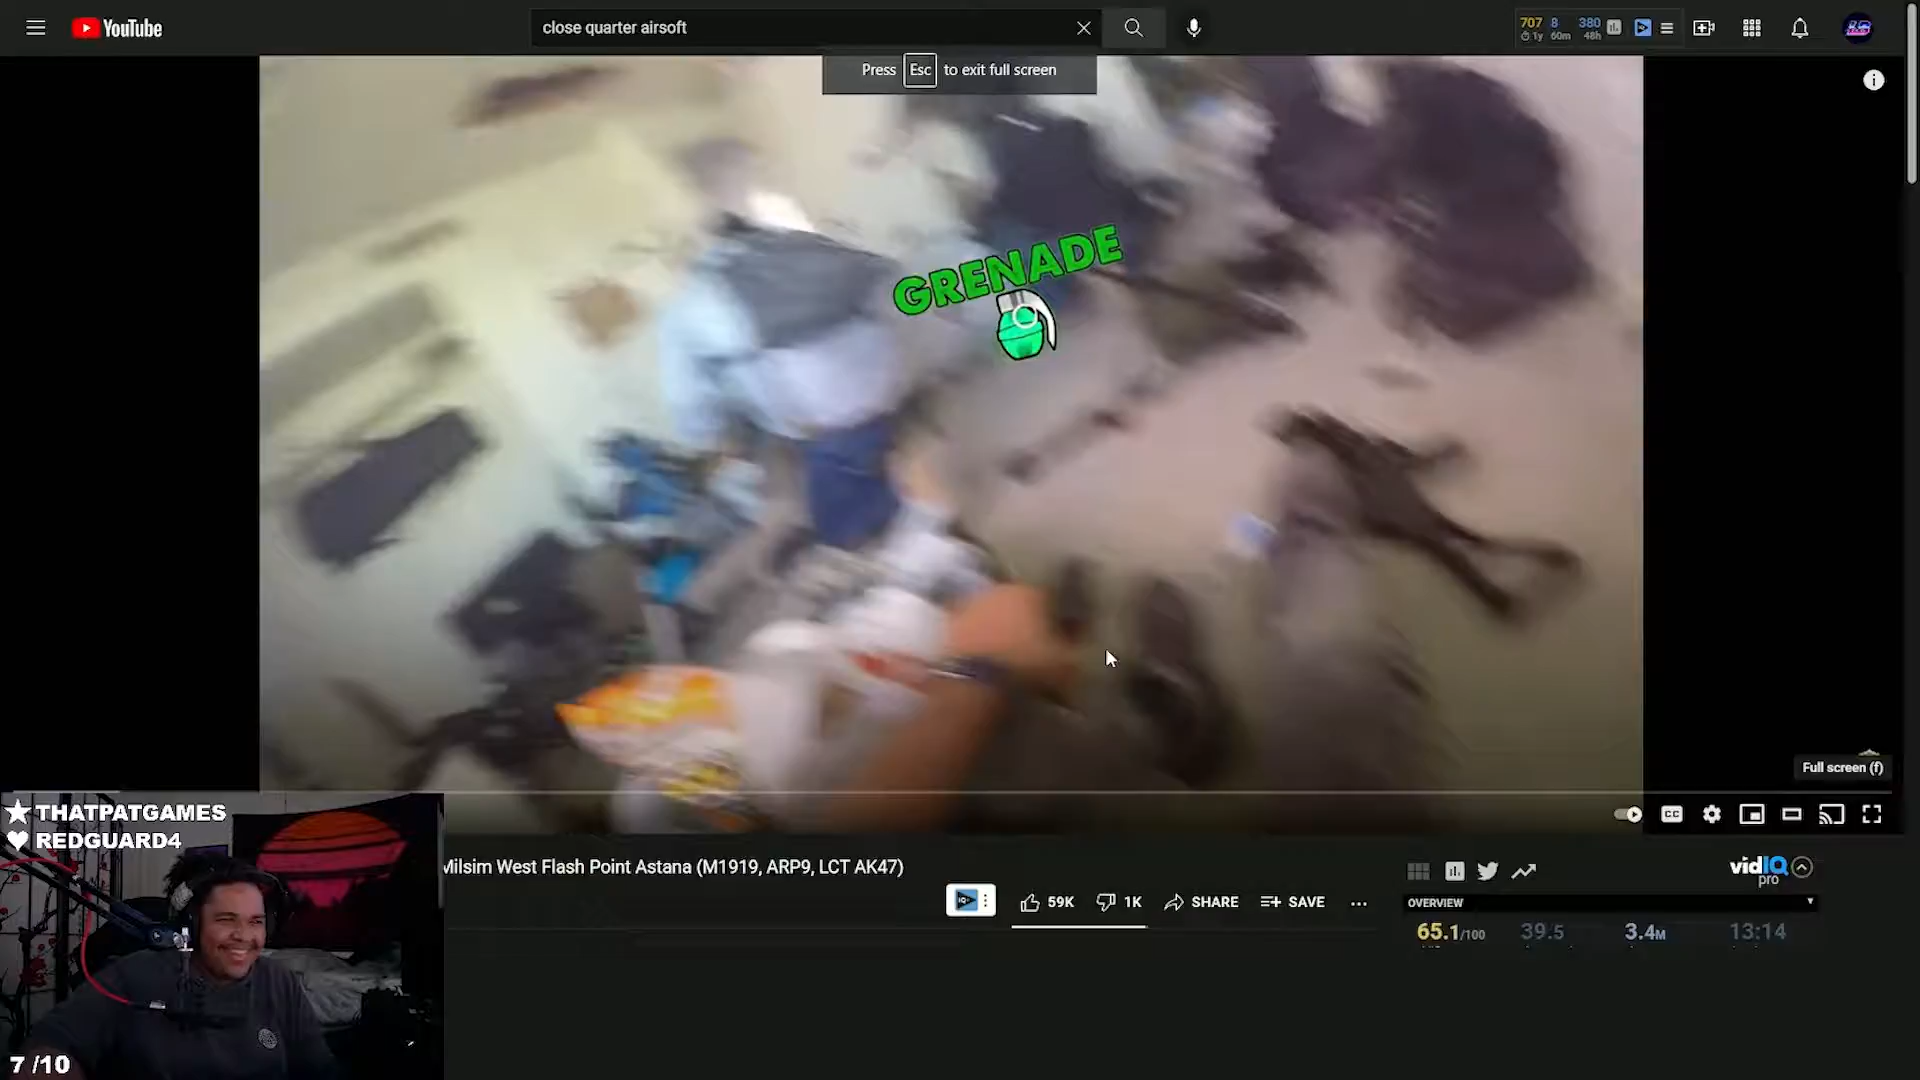 YouTube
close quarter airsoft
707 8 380
1y 60m 48h
Press Esc to exit full screen
GRENADE
Full screen (f)
CC
THATPATGAMES
REDGUARD4
Milsim West Flash Point Astana (M1919, ARP9, LCT AK47)
59K 1K SHARE SAVE
vidIQ
pro
OVERVIEW
65.1/100 39.5 3.4M 13:14
7 /10